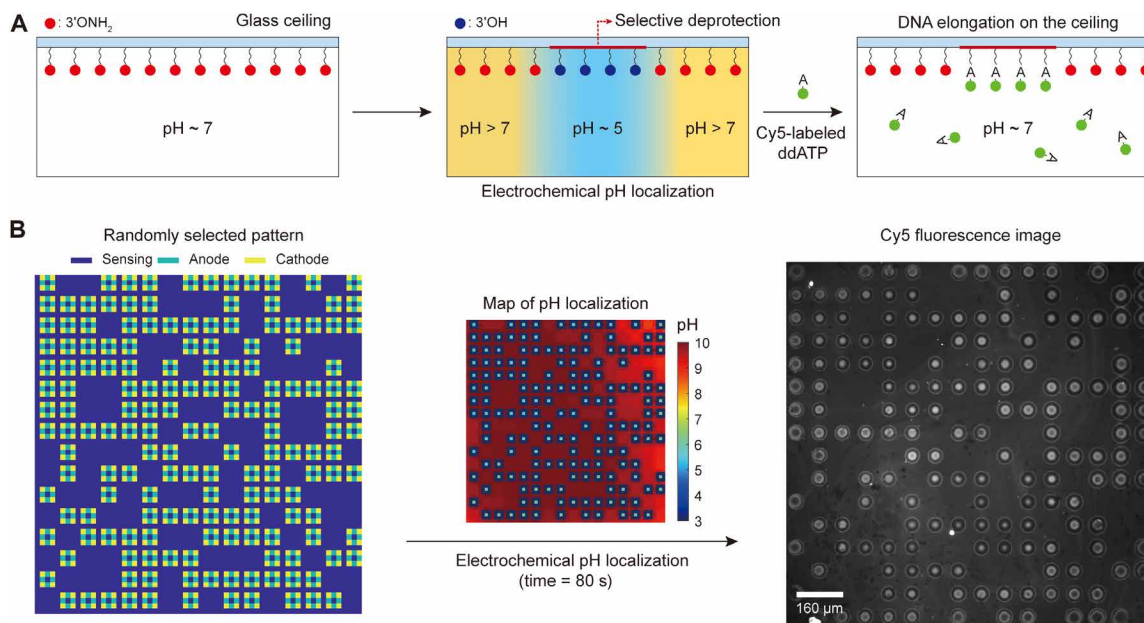 A
: 3'ONH₂
Glass ceiling
: 3'OH
Selective deprotection
DNA elongation on the ceiling
pH ~ 7
pH > 7
pH ~ 5
pH > 7
A
Cy5-labeled
ddATP
A A A A
pH ~ 7
A A A A A
Electrochemical pH localization
B
Randomly selected pattern
Sensing Anode Cathode
Map of pH localization
pH
10
9
8
7
6
5
4
3
Electrochemical pH localization
(time = 80 s)
Cy5 fluorescence image
160 µm